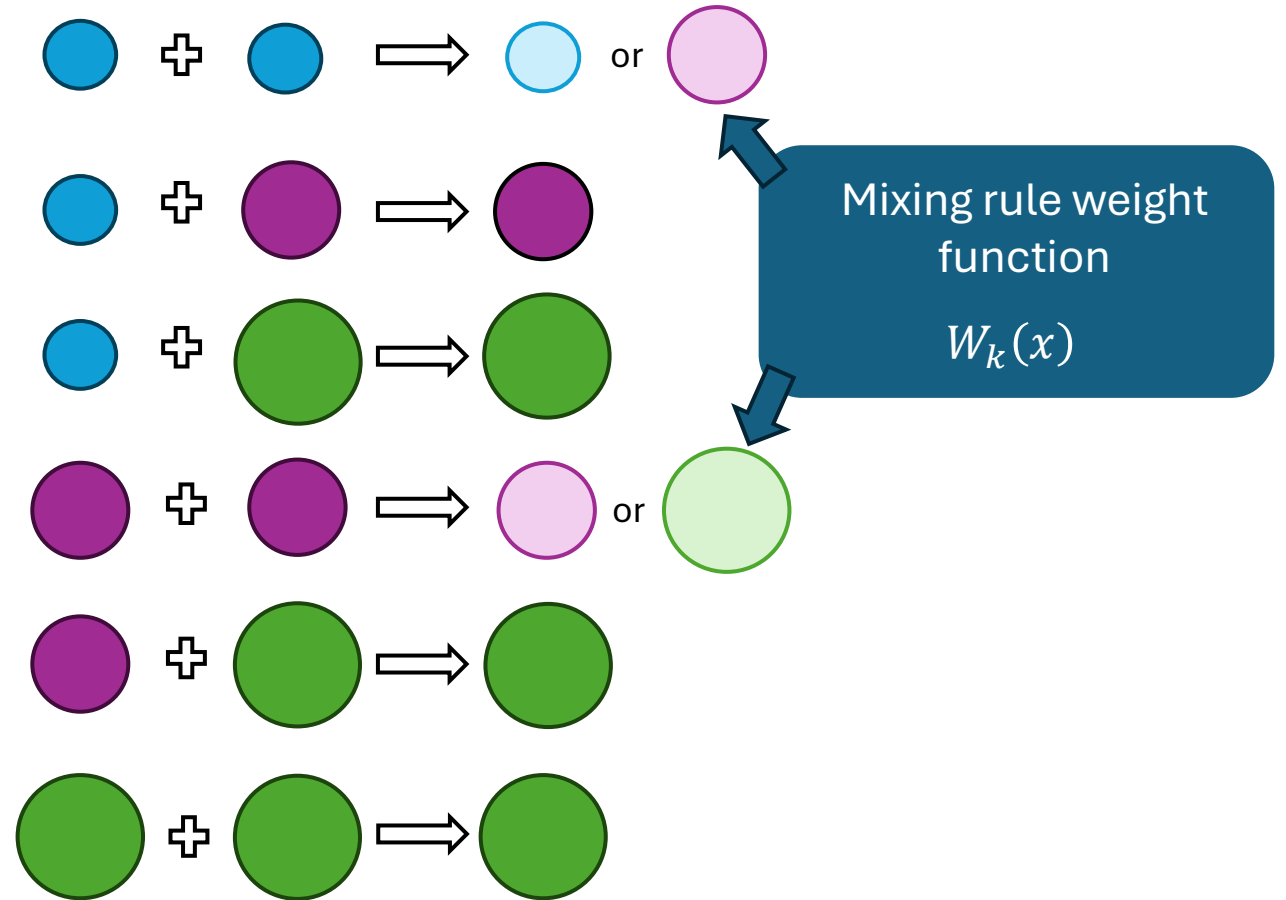 or
Mixing rule weight
function
W_k(x)
or